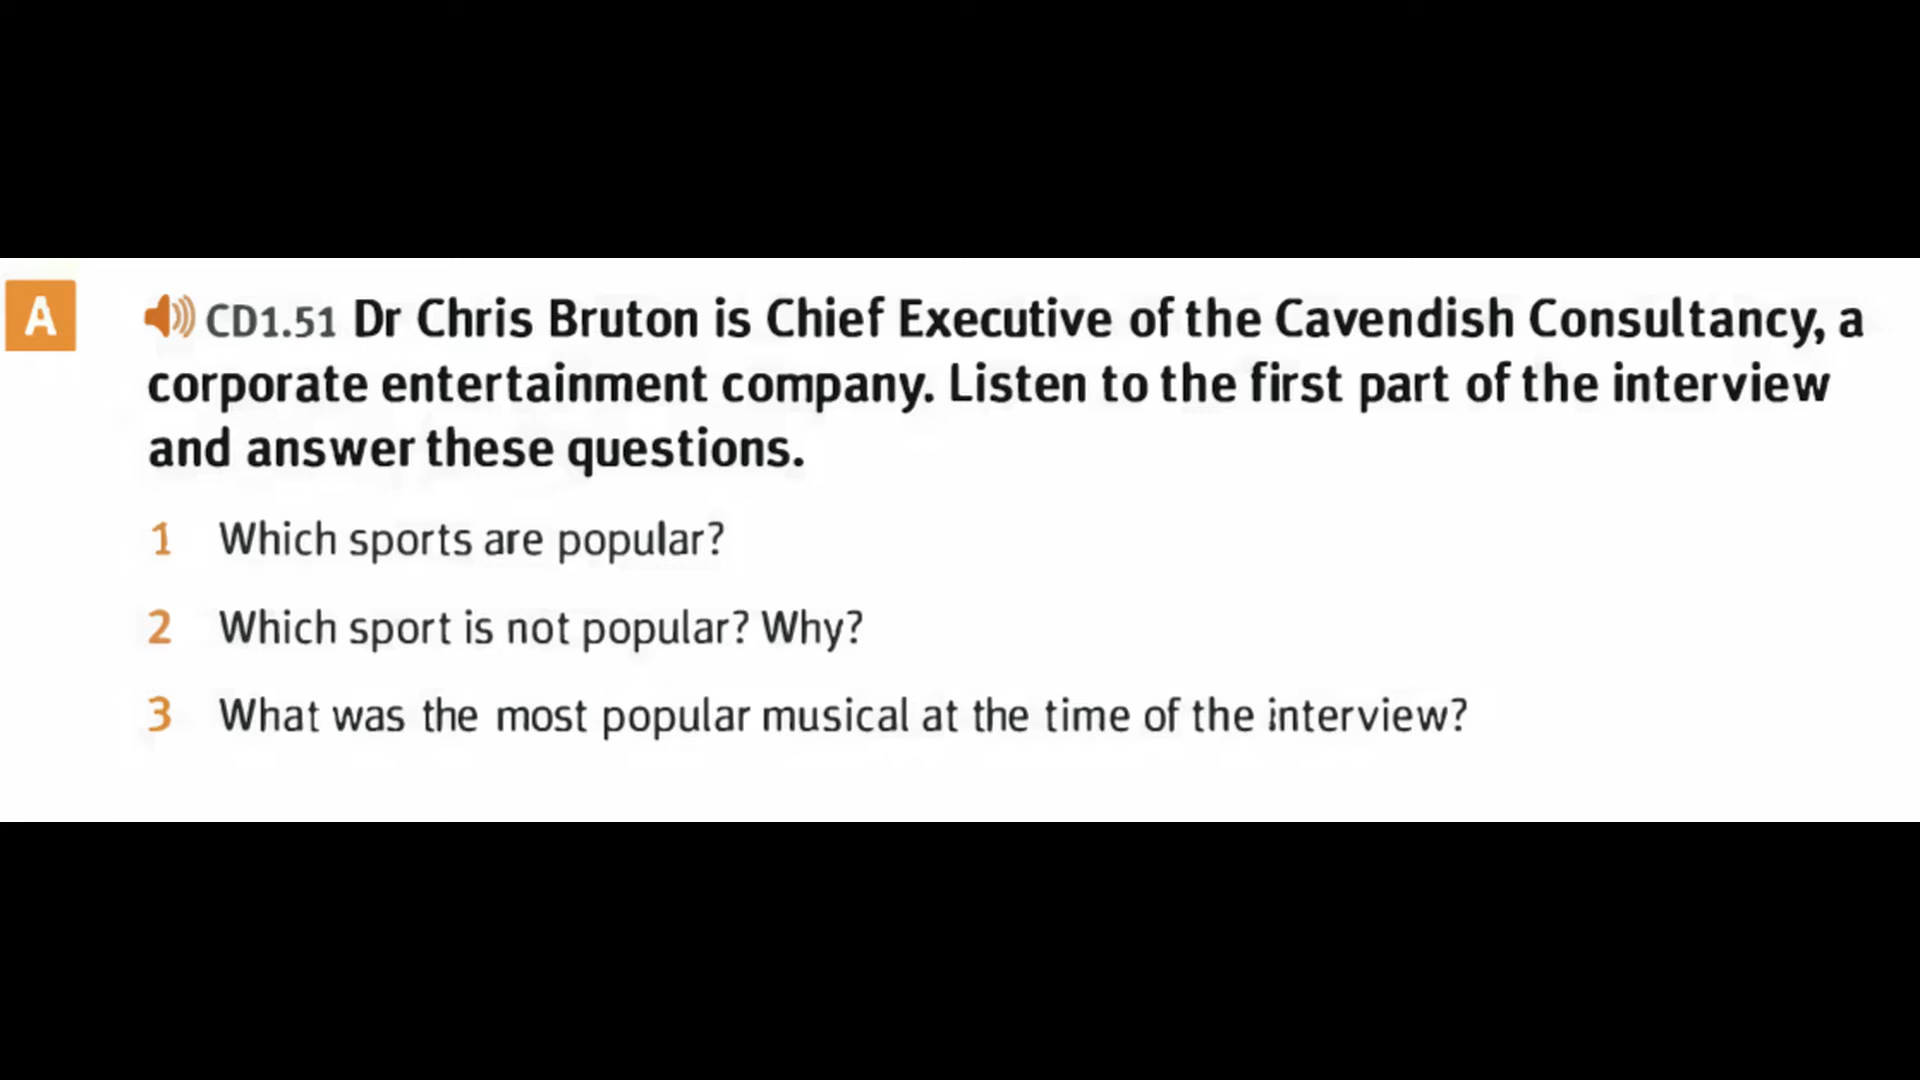 A
CD1.51 Dr Chris Bruton is Chief Executive of the Cavendish Consultancy, a
corporate entertainment company. Listen to the first part of the interview
and answer these questions.
1 Which sports are popular?
2 Which sport is not popular? Why?
3 What was the most popular musical at the time of the interview?